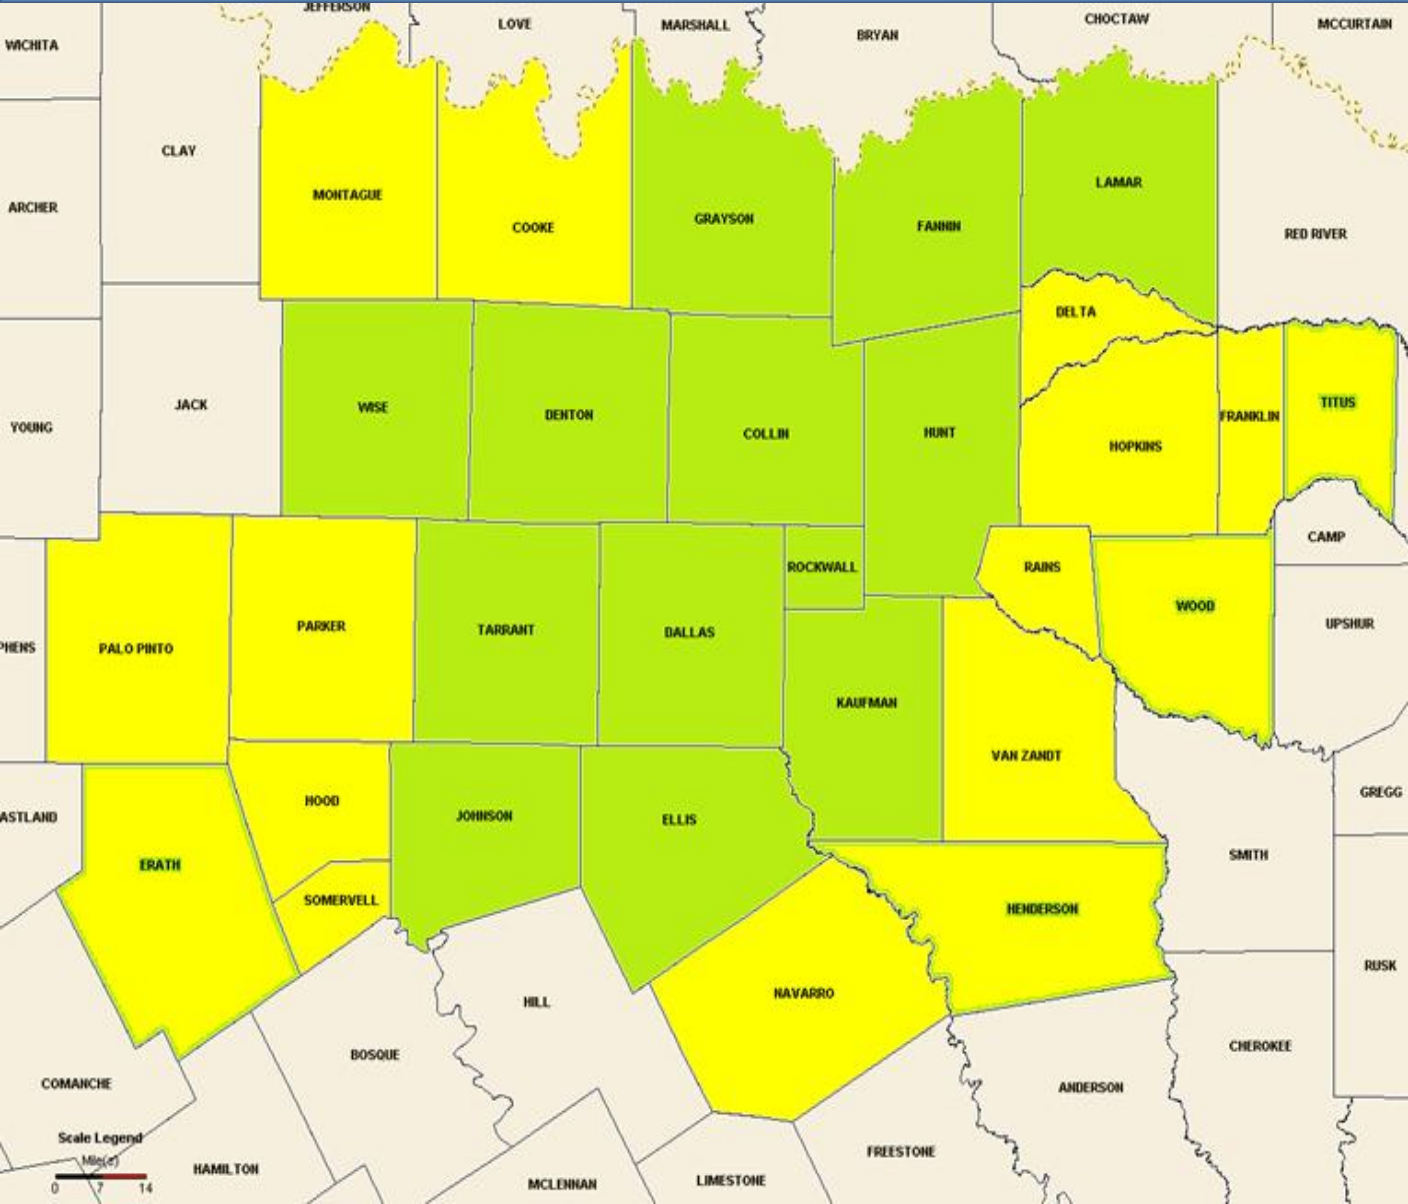 JEFFERSON
LOVE
MARSHALL
BRYAN
CHOCTAW
MCCURTAIN
WICHITA
CLAY
ARCHER
MONTAGUE
COOKE
GRAYSON
FANNIN
LAMAR
RED RIVER
DELTA
YOUNG
JACK
WISE
DENTON
COLLIN
HUNT
HOPKINS
FRANKLIN
TITUS
CAMP
PHENS
PALO PINTO
PARKER
TARRANT
DALLAS
ROCKWALL
RAINS
WOOD
UPSHUR
KAUFMAN
VAN ZANDT
ASTLAND
HOOD
JOHNSON
ELLIS
GREGG
ERATH
SOMERVELL
HENDERSON
SMITH
RUSK
NAVARRO
HILL
BOSQUE
COMANCHE
ANDERSON
CHEROKEE
Scale Legend
Mile(s)
0 7 14
HAMILTON
MCLENNAN
LIMESTONE
FREESTONE